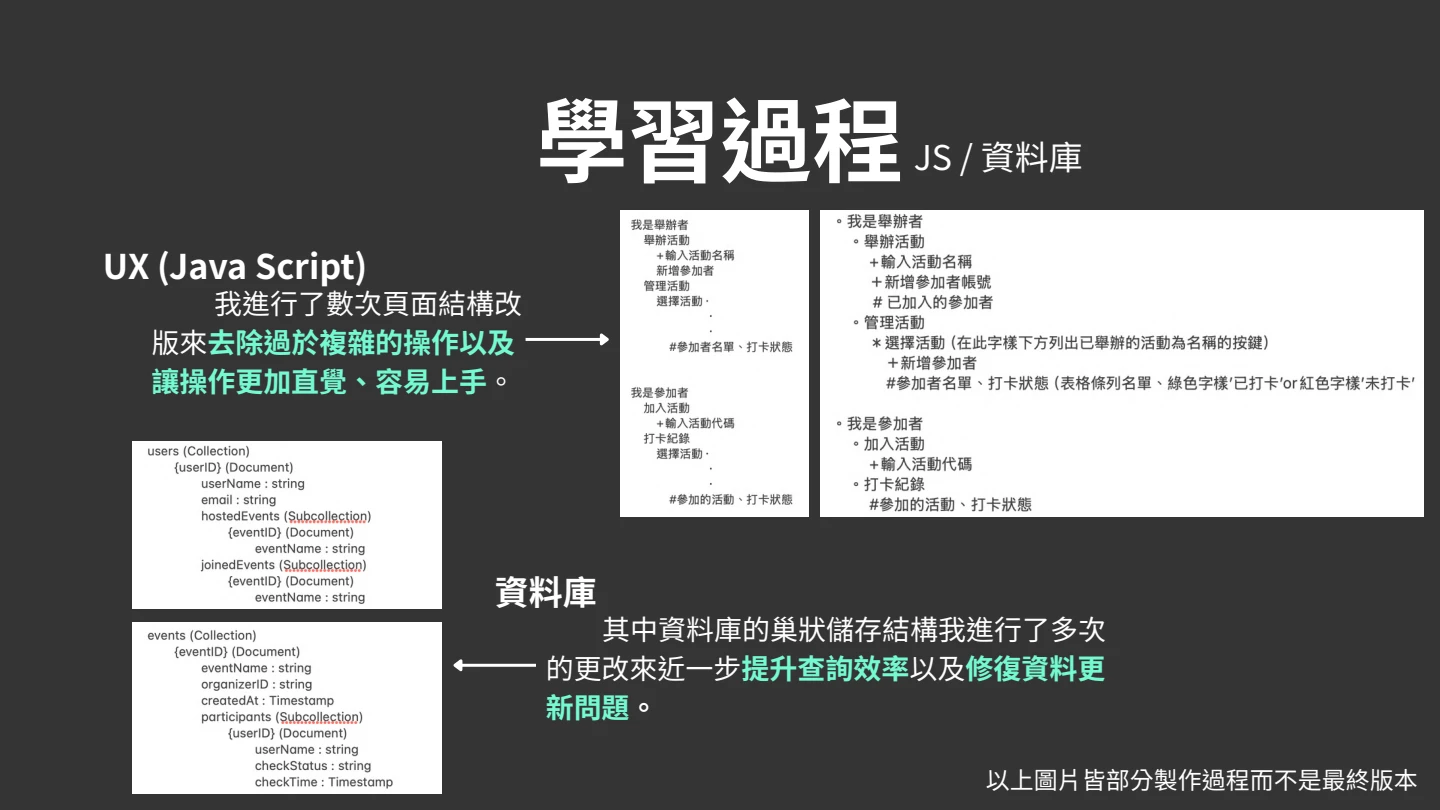 學習過程 JS / 資料庫
UX (Java Script)
我進行了數次頁面結構改
版來去除過於複雜的操作以及
讓操作更加直覺、容易上手。
我是舉辦者
舉辦活動
+輸入活動名稱
新增參加者
管理活動
選擇活動·
·
·
#參加者名單、打卡狀態
我是參加者
加入活動
+輸入活動代碼
打卡紀錄
選擇活動·
·
·
#參加的活動、打卡狀態
。我是舉辦者
。舉辦活動
+輸入活動名稱
+新增參加者帳號
# 已加入的參加者
。管理活動
*選擇活動 (在此字樣下方列出已舉辦的活動為名稱的按鍵)
+新增參加者
#參加者名單、打卡狀態 (表格條列名單、綠色字樣'已打卡'or紅色字樣'未打卡'
。我是參加者
。加入活動
+輸入活動代碼
。打卡紀錄
#參加的活動、打卡狀態
users (Collection)
{userID} (Document)
userName : string
email : string
hostedEvents (Subcollection)
{eventID} (Document)
eventName : string
joinedEvents (Subcollection)
{eventID} (Document)
eventName : string
events (Collection)
{eventID} (Document)
eventName : string
organizerID : string
createdAt : Timestamp
participants (Subcollection)
{userID} (Document)
userName : string
checkStatus : string
checkTime : Timestamp
資料庫
其中資料庫的巢狀儲存結構我進行了多次
的更改來近一步提升查詢效率以及修復資料更
新問題。
以上圖片皆部分製作過程而不是最終版本